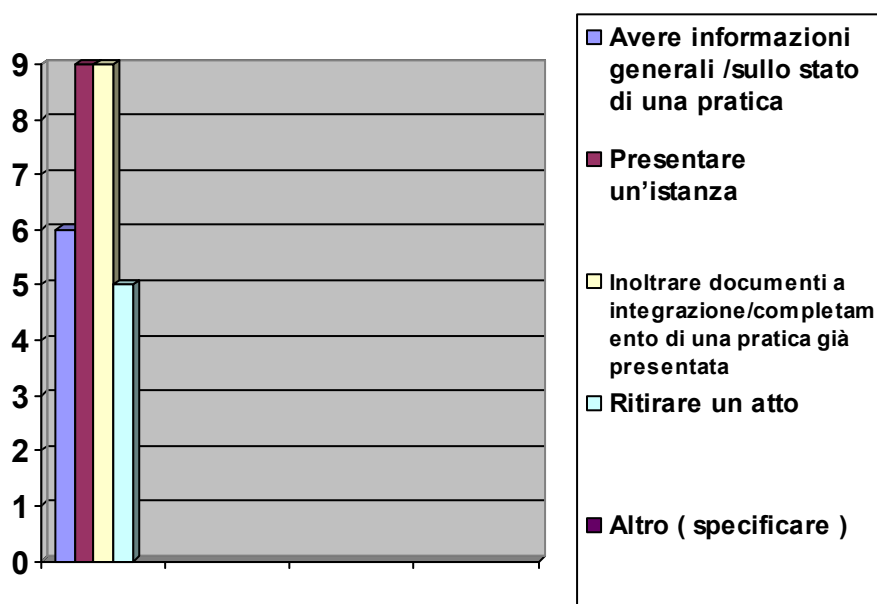 9
8
7
6
5
4
3
2
1
0
Avere informazioni
generali /sullo stato
di una pratica
Presentare
un’istanza
Inoltrare documenti a
integrazione/completam
ento di una pratica già
presentata
Ritirare un atto
Altro ( specificare )